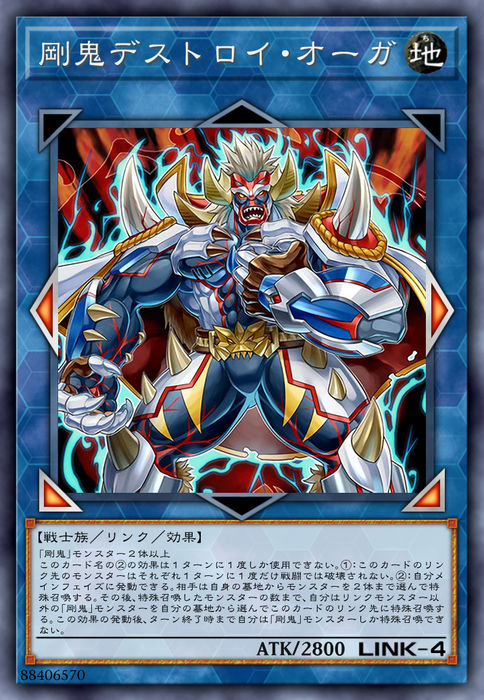 剛鬼デストロイ・オーガ
地
ち
【戦士族／リンク／効果】
「剛鬼」モンスター２体以上
このカード名の②の効果は１ターンに１度しか使用できない。①：このカードのリン
ク先のモンスターはそれぞれ１ターンに１度だけ戦闘では破壊されない。②：自分メ
インフェイズに発動できる。相手は自身の墓地からモンスターを２体まで選んで特
殊召喚する。その後、特殊召喚したモンスターの数まで、自分はリンクモンスター以
外の「剛鬼」モンスターを自分の墓地から選んでこのカードのリンク先に特殊召喚す
る。この効果の発動後、ターン終了時まで自分は「剛鬼」モンスターしか特殊召喚でき
ない。
ATK/2800 LINK-4
88406570